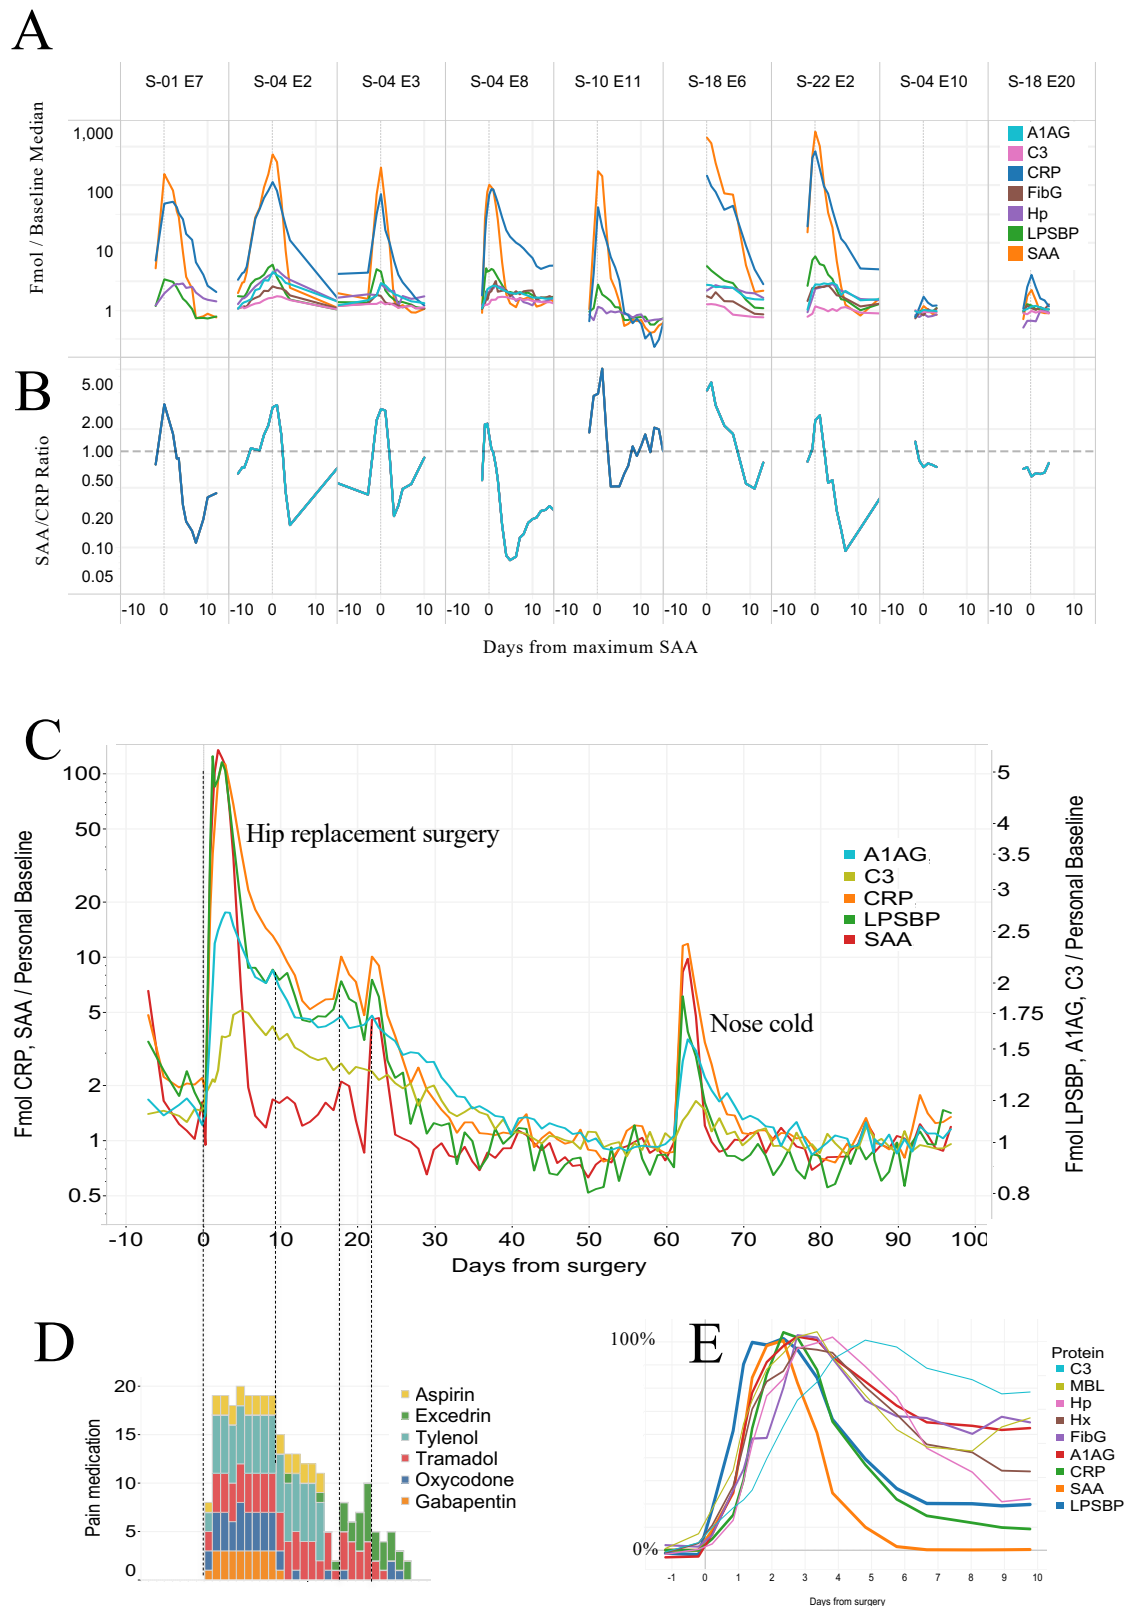 A
S-01 E7 S-04 E2 S-04 E3 S-04 E8 S-10 E11 S-18 E6 S-22 E2 S-04 E10 S-18 E20
Fmol / Baseline Median
1,000
100
10
1
A1AG
C3
CRP
FibG
Hp
LPSBP
SAA
B
SAA/CRP Ratio
5.00
2.00
1.00
0.50
0.20
0.10
0.05
-10 0 10 -10 0 10 -10 0 10 -10 0 10 -10 0 10 -10 0 10 -10 0 10 -10 0 10 -10 0 10
Days from maximum SAA
C
Fmol CRP, SAA / Personal Baseline
100
50
20
10
5
2
1
0.5
Hip replacement surgery
Nose cold
A1AG
C3
CRP
LPSBP
SAA
5
4
3.5
3
2.5
2
1.75
1.5
1.2
1
0.8
Fmol LPSBP, A1AG, C3 / Personal Baseline
-10 0 10 20 30 40 50 60 70 80 90 100
Days from surgery
D
Pain medication
20
15
10
5
0
Aspirin
Excedrin
Tylenol
Tramadol
Oxycodone
Gabapentin
E
100%
0%
Protein
C3
MBL
Hp
Hx
FibG
A1AG
CRP
SAA
LPSBP
-1 0 1 2 3 4 5 6 7 8 9 10
Days from surgery